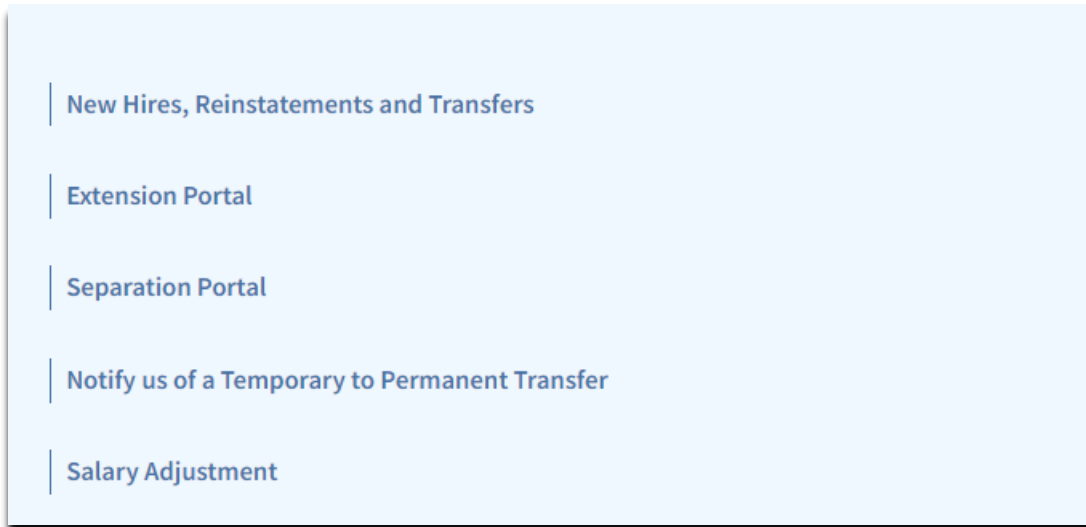 New Hires, Reinstatements and Transfers
Extension Portal
Separation Portal
Notify us of a Temporary to Permanent Transfer
Salary Adjustment